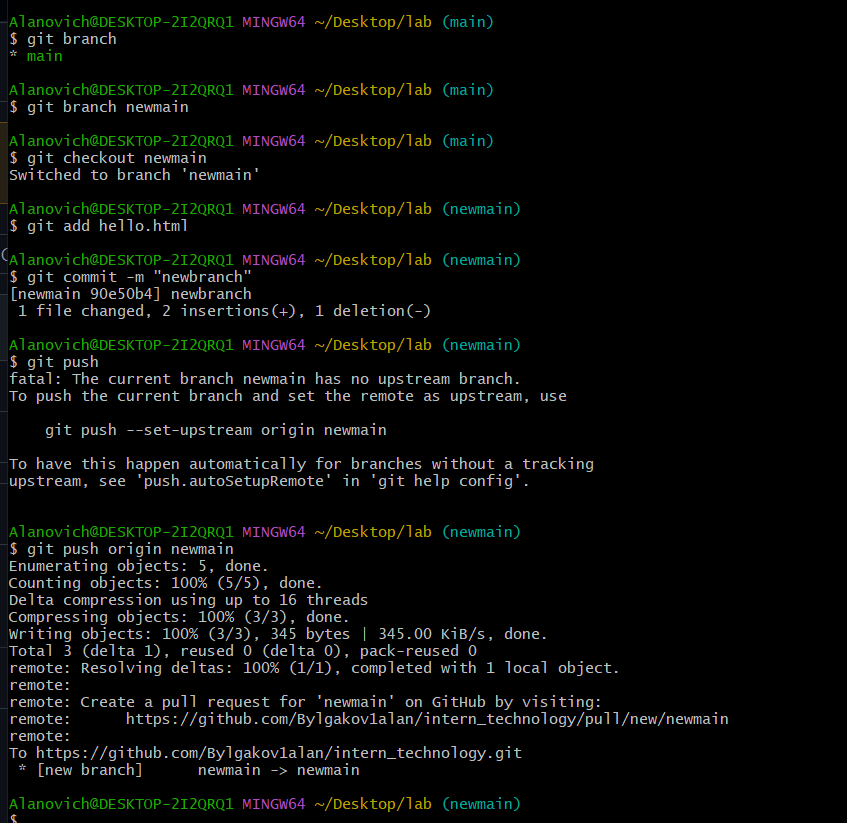 Alanovich@DESKTOP-2I2QRQ1 MINGW64 ~/Desktop/lab (main)
$ git branch
* main
Alanovich@DESKTOP-2I2QRQ1 MINGW64 ~/Desktop/lab (main)
$ git branch newmain
Alanovich@DESKTOP-2I2QRQ1 MINGW64 ~/Desktop/lab (main)
$ git checkout newmain
Switched to branch 'newmain'
Alanovich@DESKTOP-2I2QRQ1 MINGW64 ~/Desktop/lab (newmain)
$ git add hello.html
Alanovich@DESKTOP-2I2QRQ1 MINGW64 ~/Desktop/lab (newmain)
$ git commit -m "newbranch"
[newmain 90e50b4] newbranch
 1 file changed, 2 insertions(+), 1 deletion(-)
Alanovich@DESKTOP-2I2QRQ1 MINGW64 ~/Desktop/lab (newmain)
$ git push
fatal: The current branch newmain has no upstream branch.
To push the current branch and set the remote as upstream, use
    git push --set-upstream origin newmain
To have this happen automatically for branches without a tracking
upstream, see 'push.autoSetupRemote' in 'git help config'.
Alanovich@DESKTOP-2I2QRQ1 MINGW64 ~/Desktop/lab (newmain)
$ git push origin newmain
Enumerating objects: 5, done.
Counting objects: 100% (5/5), done.
Delta compression using up to 16 threads
Compressing objects: 100% (3/3), done.
Writing objects: 100% (3/3), 345 bytes | 345.00 KiB/s, done.
Total 3 (delta 1), reused 0 (delta 0), pack-reused 0
remote: Resolving deltas: 100% (1/1), completed with 1 local object.
remote:
remote: Create a pull request for 'newmain' on GitHub by visiting:
remote:      https://github.com/Bylgakov1alan/intern_technology/pull/new/newmain
remote:
To https://github.com/Bylgakov1alan/intern_technology.git
 * [new branch]      newmain -> newmain
Alanovich@DESKTOP-2I2QRQ1 MINGW64 ~/Desktop/lab (newmain)
$